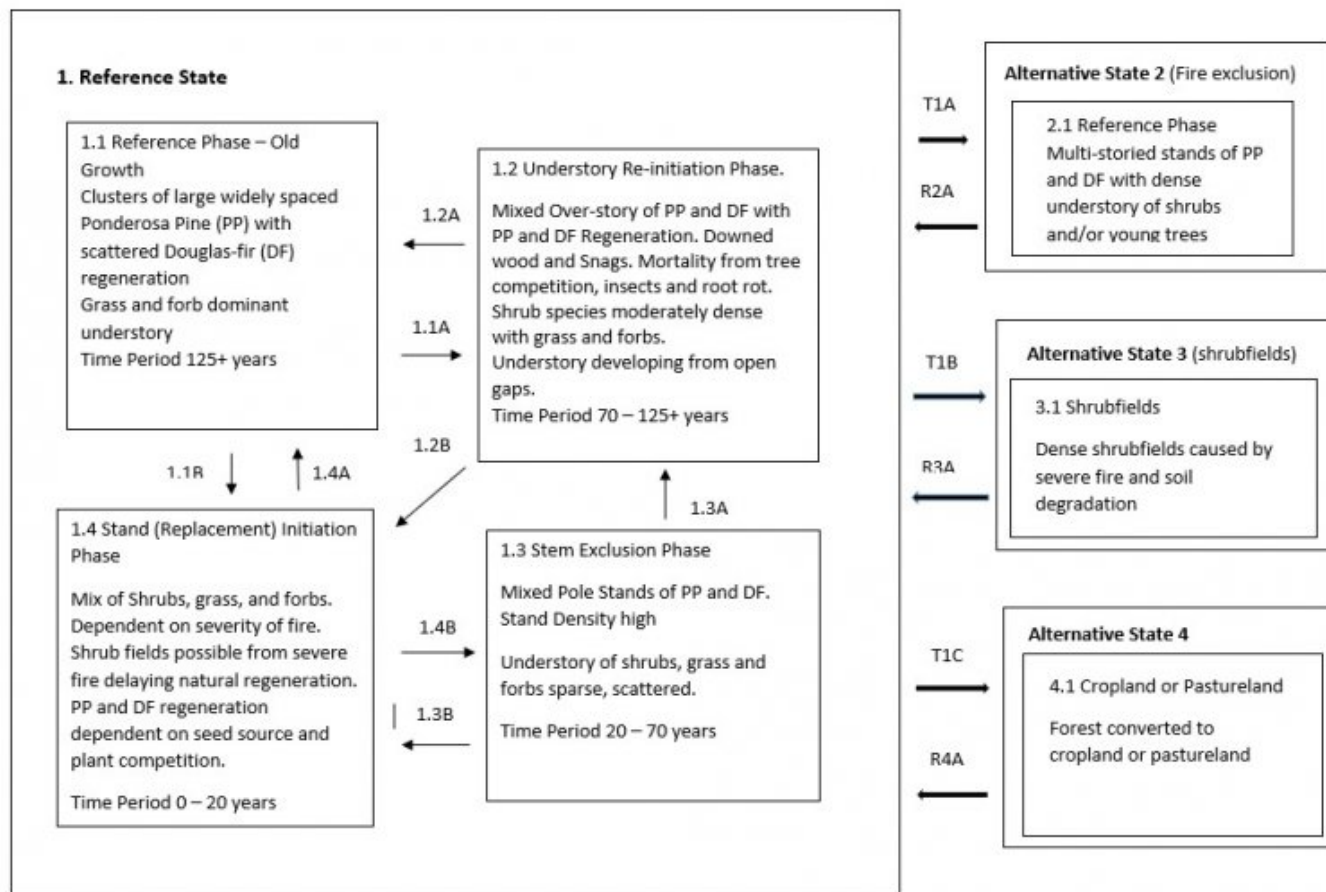 1. Reference State
1.1 Reference Phase – Old
Growth
Clusters of large widely spaced
Ponderosa Pine (PP) with
scattered Douglas-fir (DF)
regeneration
Grass and forb dominant
understory
Time Period 125+ years
1.2A
1.1A
1.2 Understory Re-initiation Phase.
Mixed Over-story of PP and DF with
PP and DF Regeneration. Downed
wood and Snags. Mortality from tree
competition, insects and root rot.
Shrub species moderately dense
with grass and forbs.
Understory developing from open
gaps.
Time Period 70 – 125+ years
1.1B
1.4A
1.2B
1.3A
1.4 Stand (Replacement) Initiation
Phase
Mix of Shrubs, grass, and forbs.
Dependent on severity of fire.
Shrub fields possible from severe
fire delaying natural regeneration.
PP and DF regeneration
dependent on seed source and
plant competition.
Time Period 0 – 20 years
1.4B
1.3B
1.3 Stem Exclusion Phase
Mixed Pole Stands of PP and DF.
Stand Density high
Understory of shrubs, grass and
forbs sparse, scattered.
Time Period 20 – 70 years
T1A
R2A
Alternative State 2 (Fire exclusion)
2.1 Reference Phase
Multi-storied stands of PP
and DF with dense
understory of shrubs
and/or young trees
T1B
R3A
Alternative State 3 (shrubfields)
3.1 Shrubfields
Dense shrubfields caused by
severe fire and soil
degradation
T1C
R4A
Alternative State 4
4.1 Cropland or Pastureland
Forest converted to
cropland or pastureland